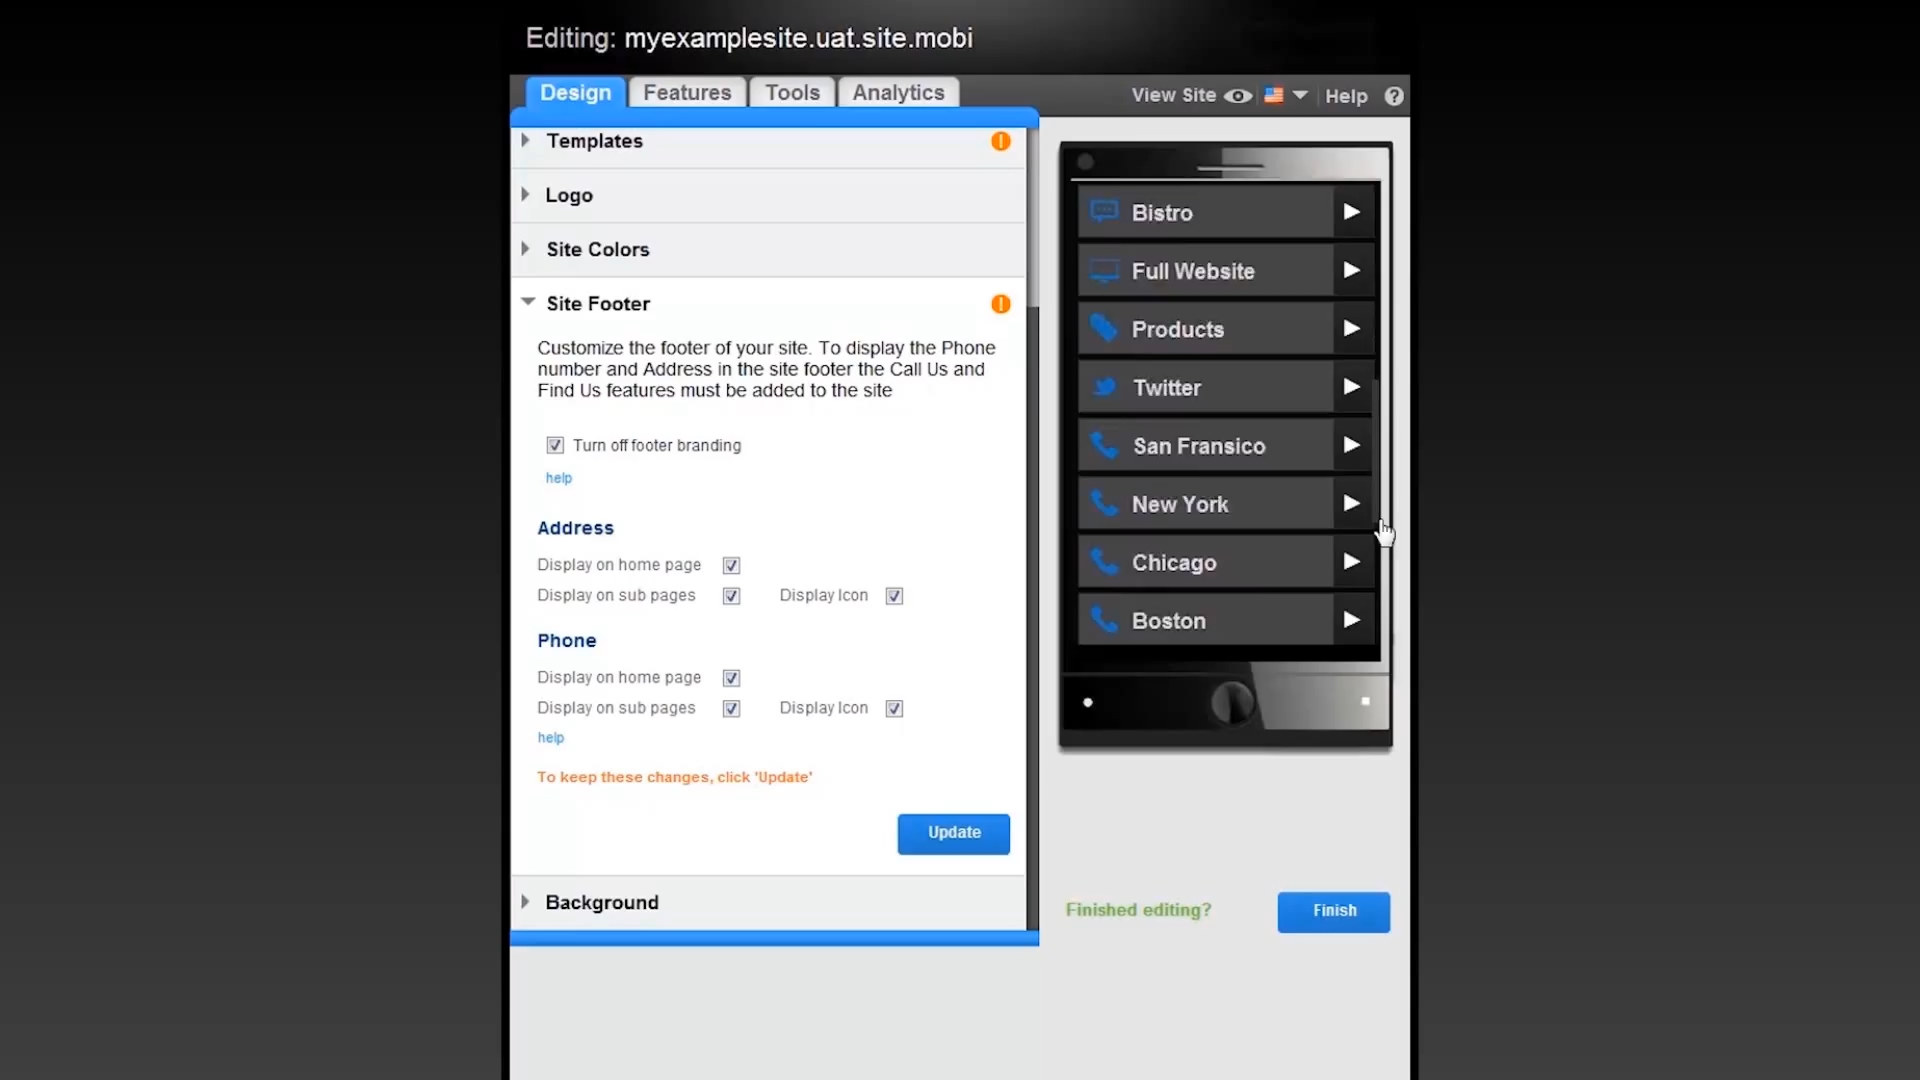 Editing: myexamplesite.uat.site.mobi
Design Features Tools Analytics View Site Help ?
Templates !
Logo
Site Colors
Site Footer !
Customize the footer of your site. To display the Phone
number and Address in the site footer the Call Us and
Find Us features must be added to the site
Turn off footer branding
help
Address
Display on home page
Display on sub pages Display Icon
Phone
Display on home page
Display on sub pages Display Icon
help
To keep these changes, click 'Update'
Update
Background
Bistro
Full Website
Products
Twitter
San Fransico
New York
Chicago
Boston
Finished editing? Finish